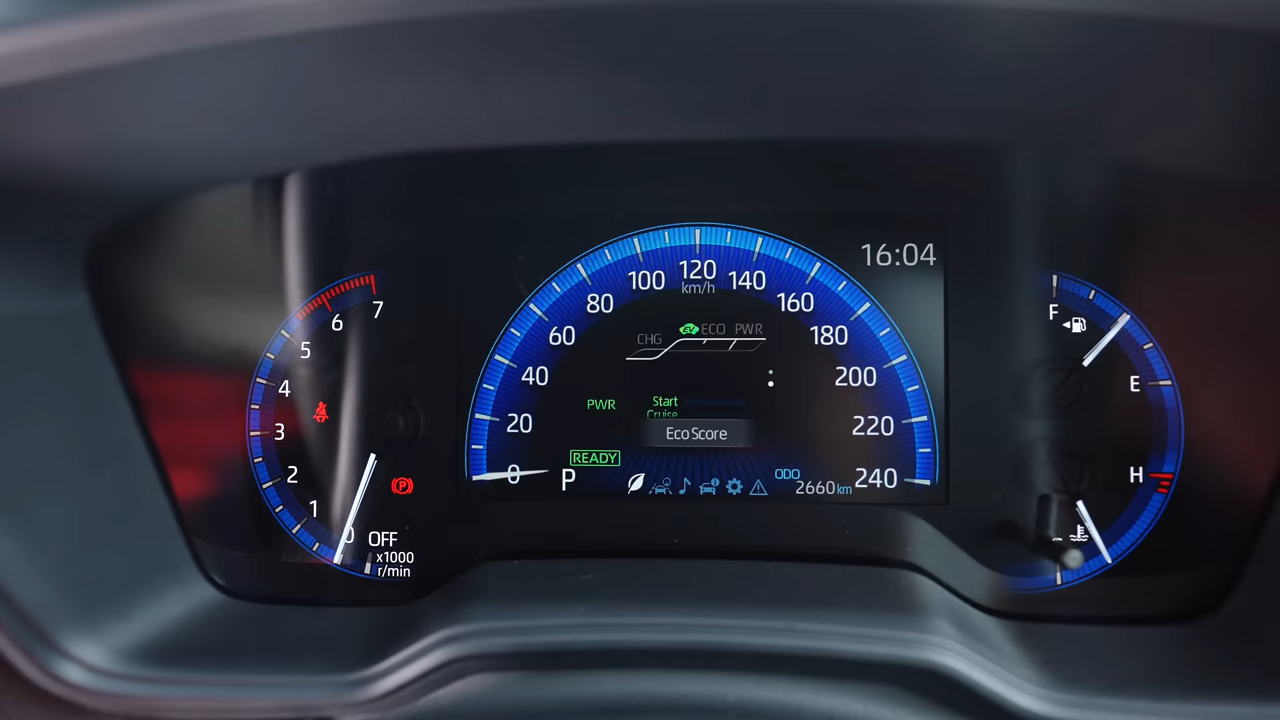 7
6
5
4
3
2
1
0
OFF
x1000
r/min
P
16:04
0
20
40
60
80
100
120
140
160
180
200
220
240
km/h
EV ECO PWR
CHG
PWR
Start
Cruise
Eco Score
READY
P
ODO
2660 km
F
E
H